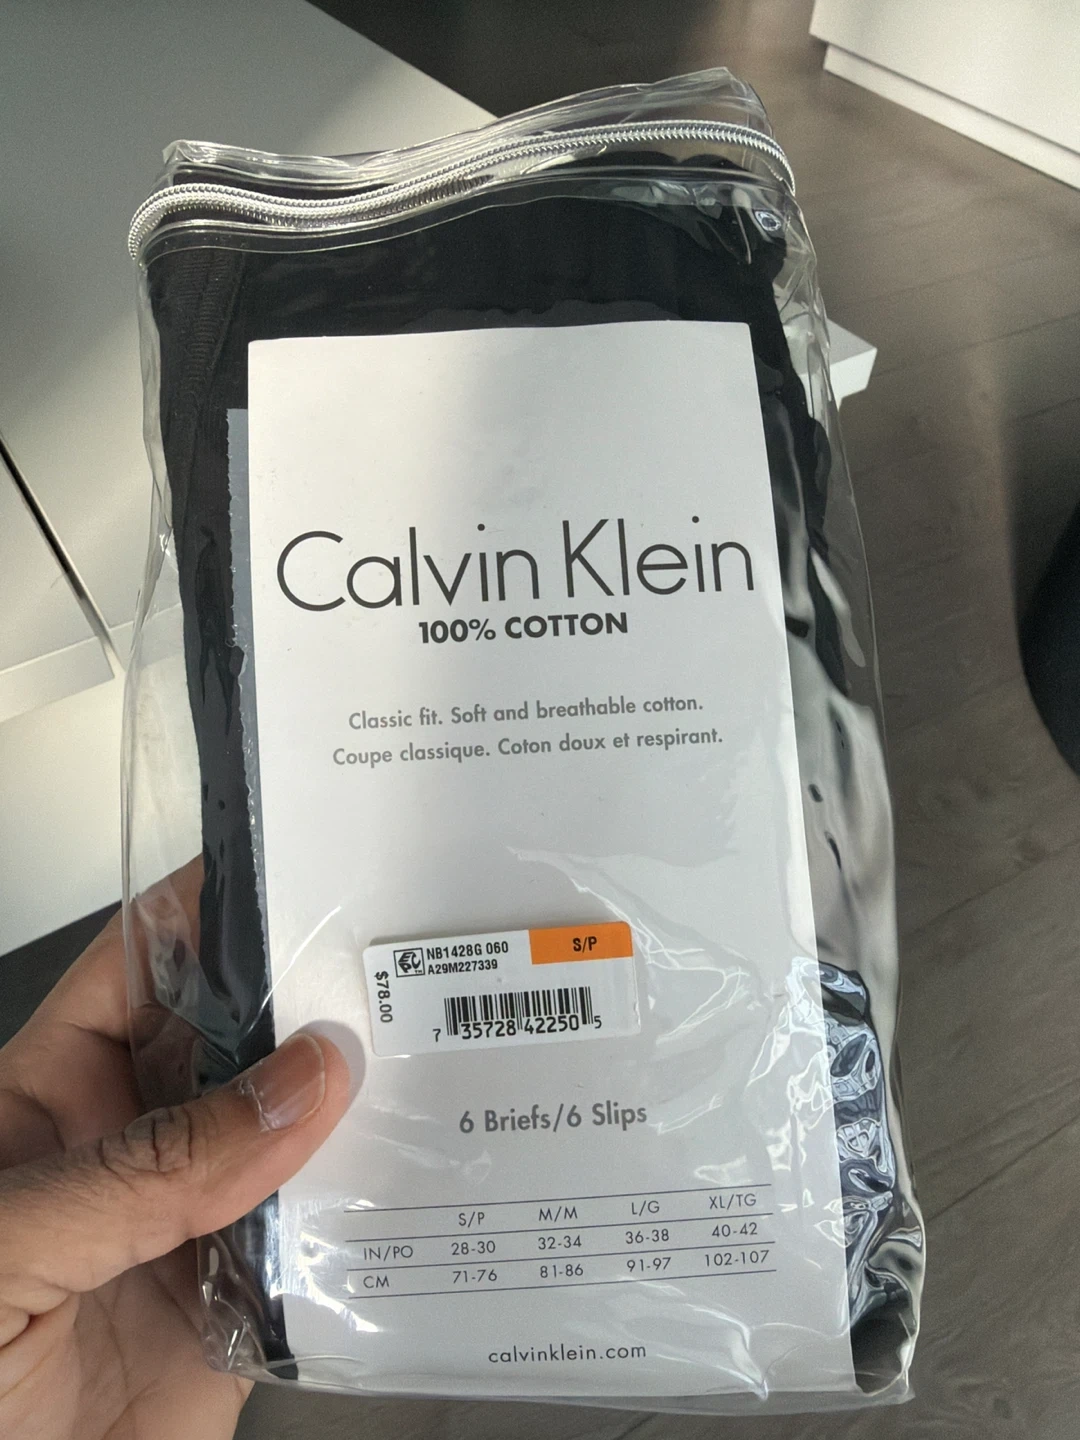 Calvin Klein
100% COTTON
Classic fit. Soft and breathable cotton.
Coupe classique. Coton doux et respirant.
NB1428G 060
A29M227339
S/P
$78.00
7 35728 42250 5
6 Briefs/6 Slips
S/P M/M L/G XL/TG
IN/PO 28-30 32-34 36-38 40-42
CM 71-76 81-86 91-97 102-107
calvinklein.com